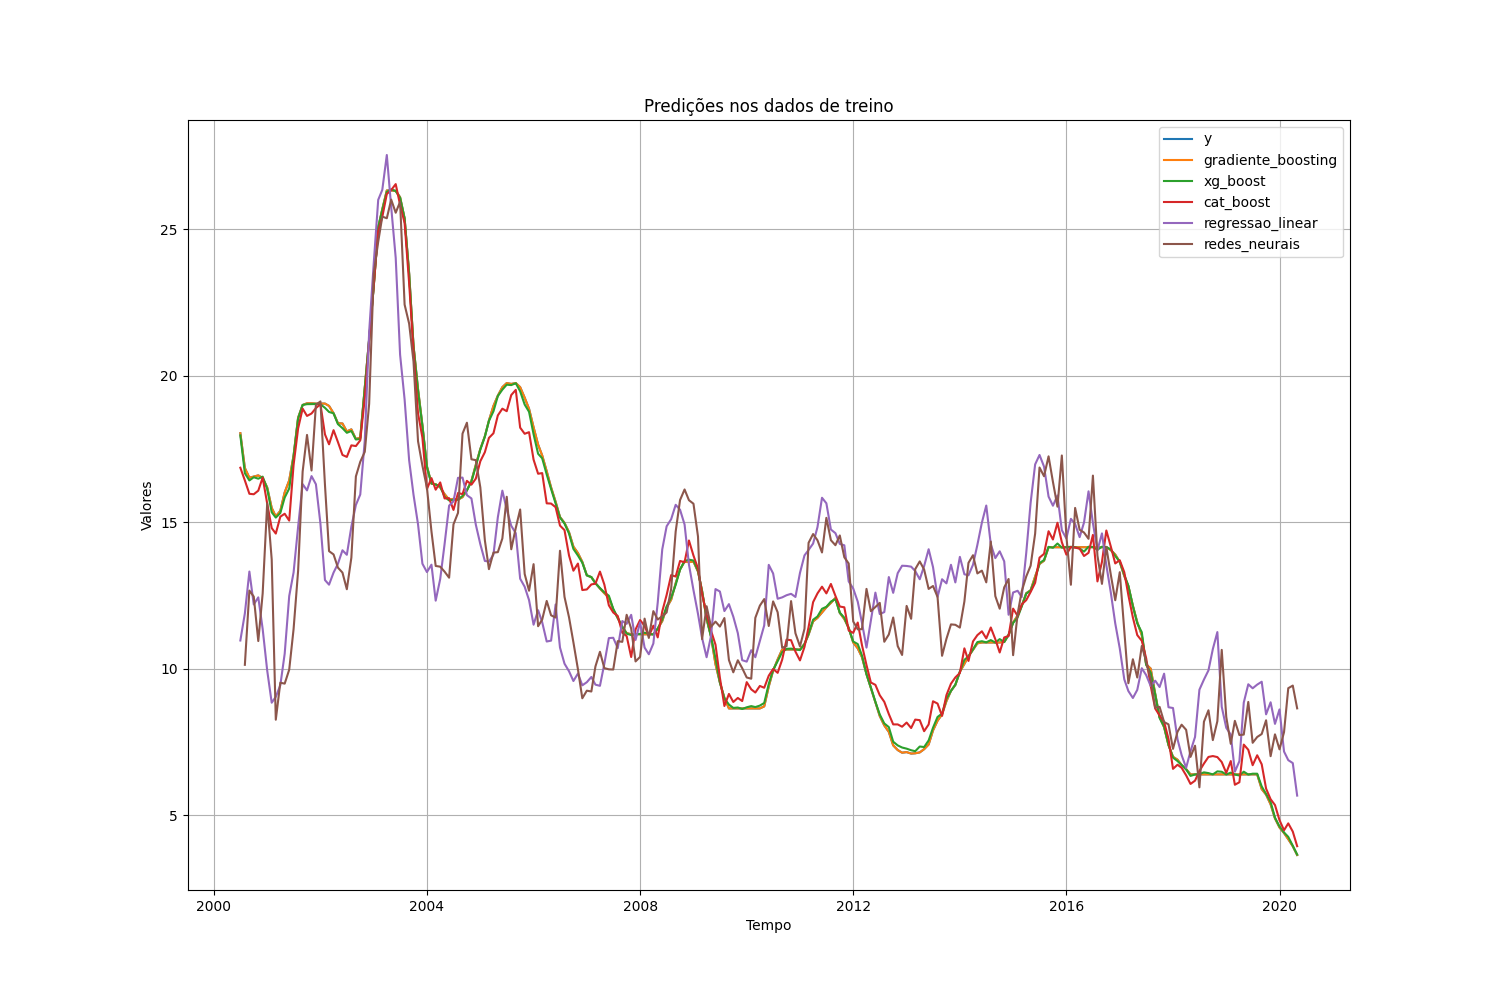 Predições nos dados de treino
y
gradiente_boosting
xg_boost
cat_boost
regressao_linear
redes_neurais
Valores
25
20
15
10
5
2000 2004 2008 2012 2016 2020
Tempo